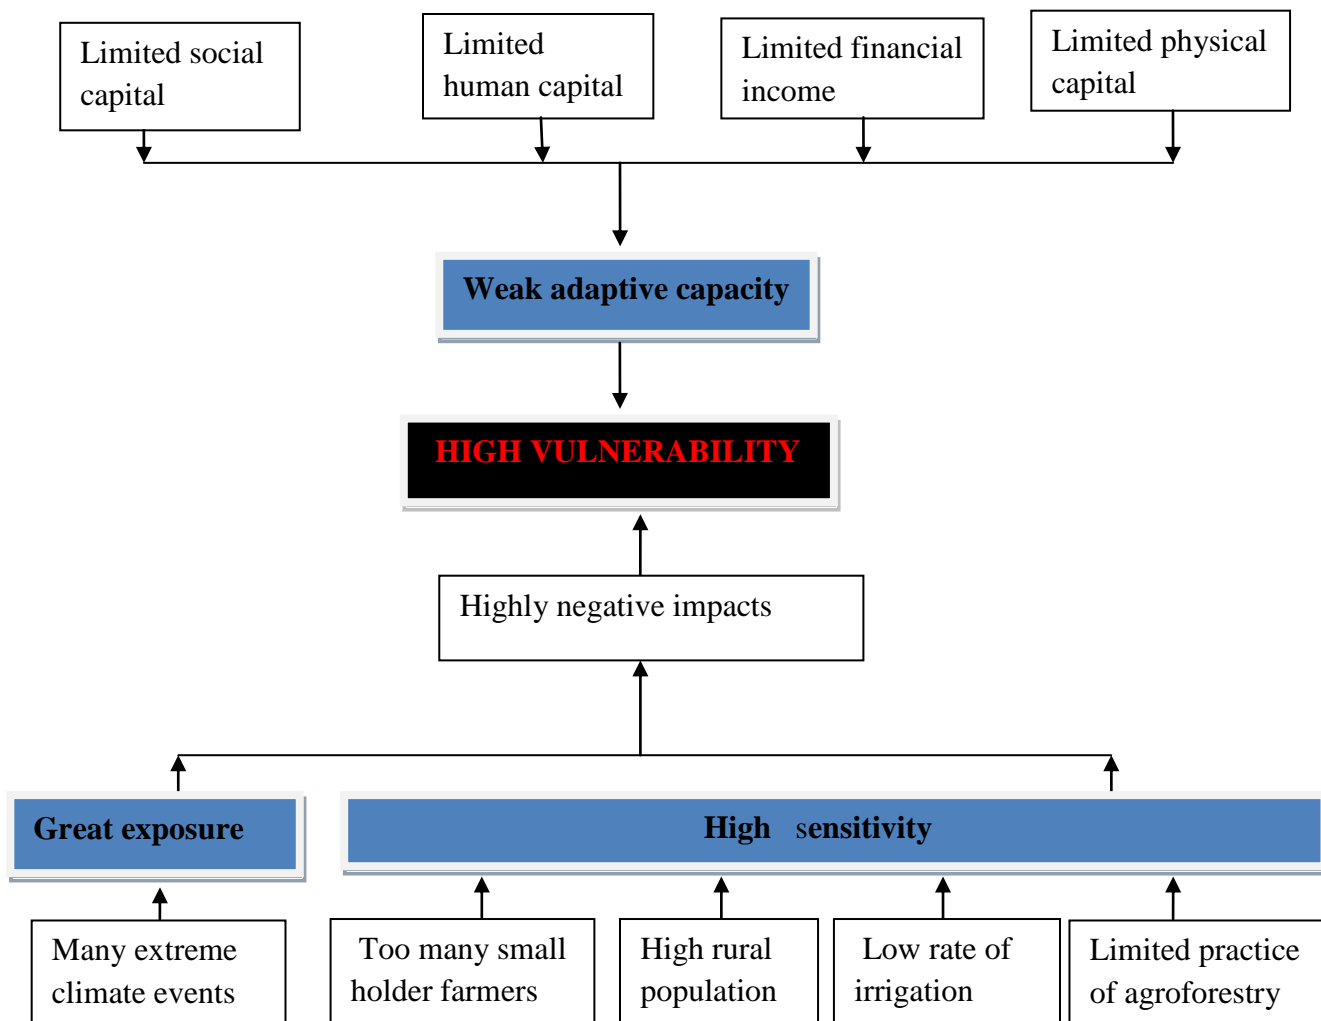 Limited social
capital
Limited
human capital
Limited financial
income
Limited physical
capital
Weak adaptive capacity
HIGH VULNERABILITY
Highly negative impacts
Great exposure
High sensitivity
Many extreme
climate events
Too many small
holder farmers
High rural
population
Low rate of
irrigation
Limited practice
of agroforestry